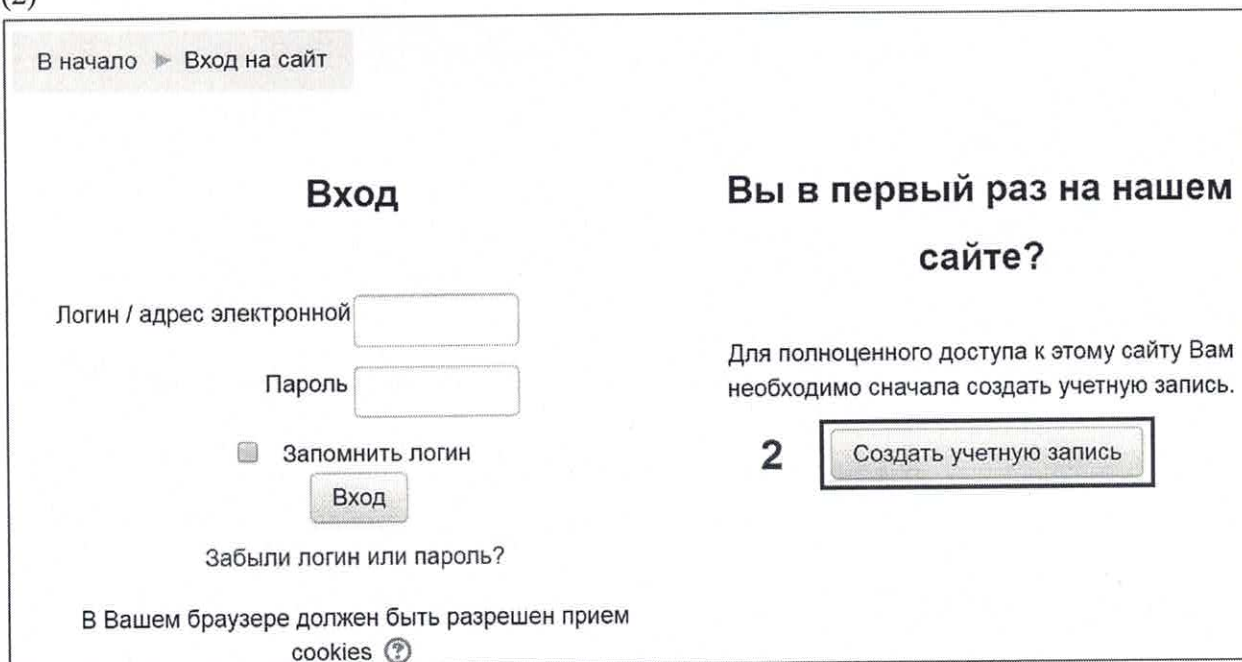 (2)
В начало ► Вход на сайт
Вход
Логин / адрес электронной
Пароль
Запомнить логин
Вход
Забыли логин или пароль?
В Вашем браузере должен быть разрешен прием
cookies ?
Вы в первый раз на нашем
сайте?
Для полноценного доступа к этому сайту Вам
необходимо сначала создать учетную запись.
2 Создать учетную запись